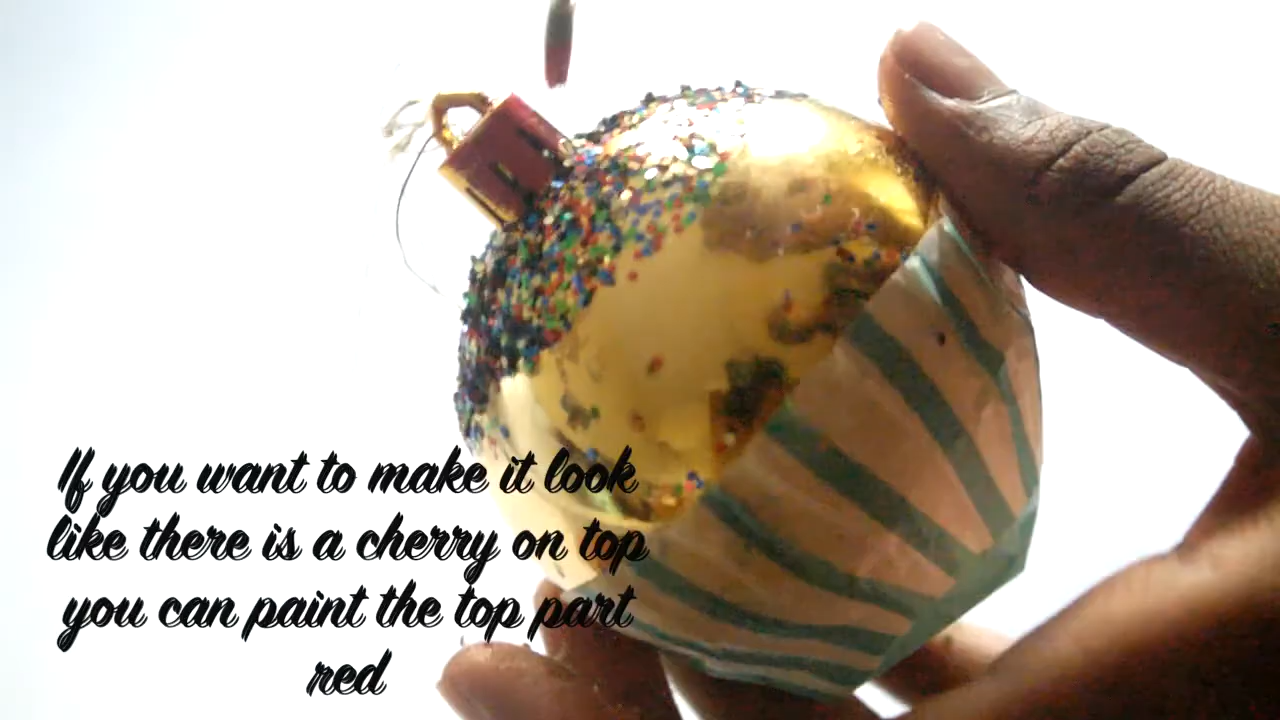 If you want to make it look
like there is a cherry on top
you can paint the top part
red